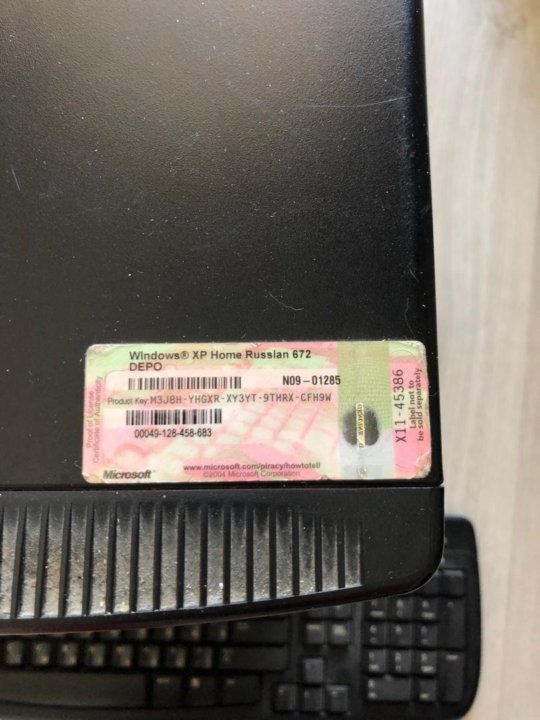 Windows® XP Home Russian 672
DEPO
N09-01285
Product Key: M3J8H-YHGXR-XY3YT-9THRX-CFH9W
00049-128-458-683
www.microsoft.com/piracy/howtotell
©2004 Microsoft Corporation
Microsoft®
Proof of License
Certificate of Authenticity
X11-45386
Label not to
be sold separately